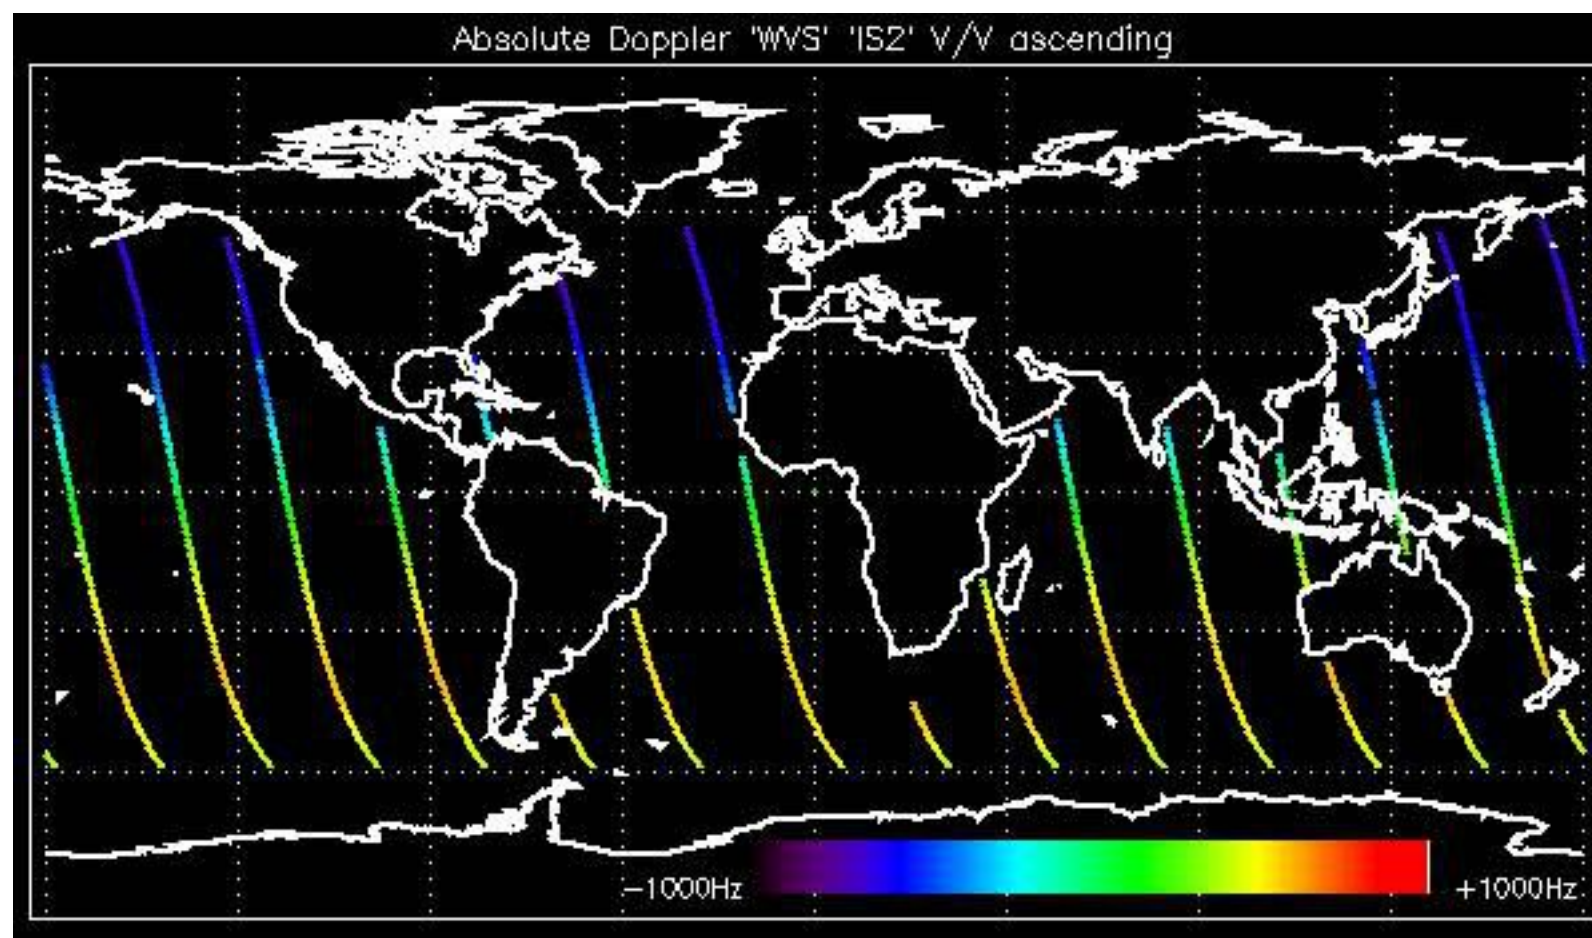 Absolute Doppler 'WVS' 'IS2' V/V ascending
−1000Hz +1000Hz